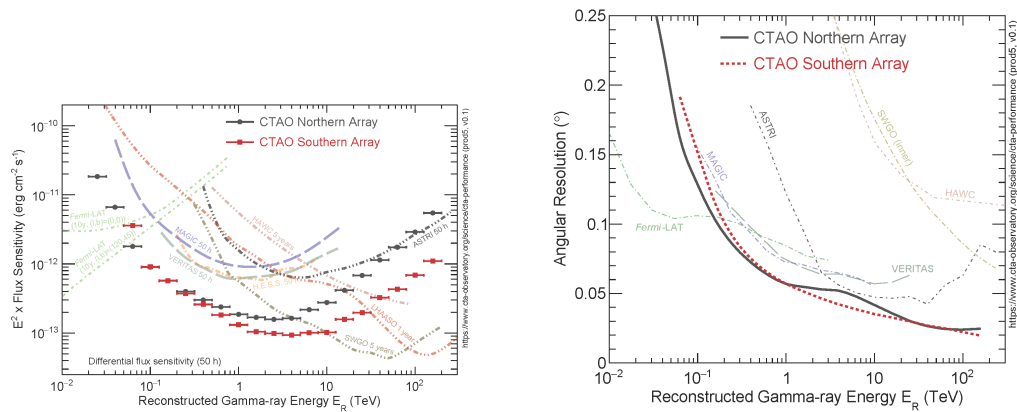 E² x Flux Sensitivity (erg cm⁻² s⁻¹)
10⁻¹⁰
10⁻¹¹
10⁻¹²
10⁻¹³
CTAO Northern Array
CTAO Southern Array
Fermi-LAT
Fermi-LAT
MAGIC 50 h
VERITAS 50 h
H.E.S.S. 50 h
HAWC 5 years
ASTRI 50 h
LHAASO 1 year
SWGO 5 years
Differential flux sensitivity (50 h)
10⁻²
10⁻¹
1
10
10²
Reconstructed Gamma-ray Energy E_R (TeV)
https://www.cta-observatory.org/science/cta-performance (prod5, v0.1)
Angular Resolution (°)
0.25
0.2
0.15
0.1
0.05
0
CTAO Northern Array
CTAO Southern Array
ASTRI
SWGO (inner)
MAGIC
HAWC
Fermi-LAT
VERITAS
10⁻²
10⁻¹
1
10
10²
Reconstructed Gamma-ray Energy E_R (TeV)
https://www.cta-observatory.org/science/cta-performance (prod5, v0.1)